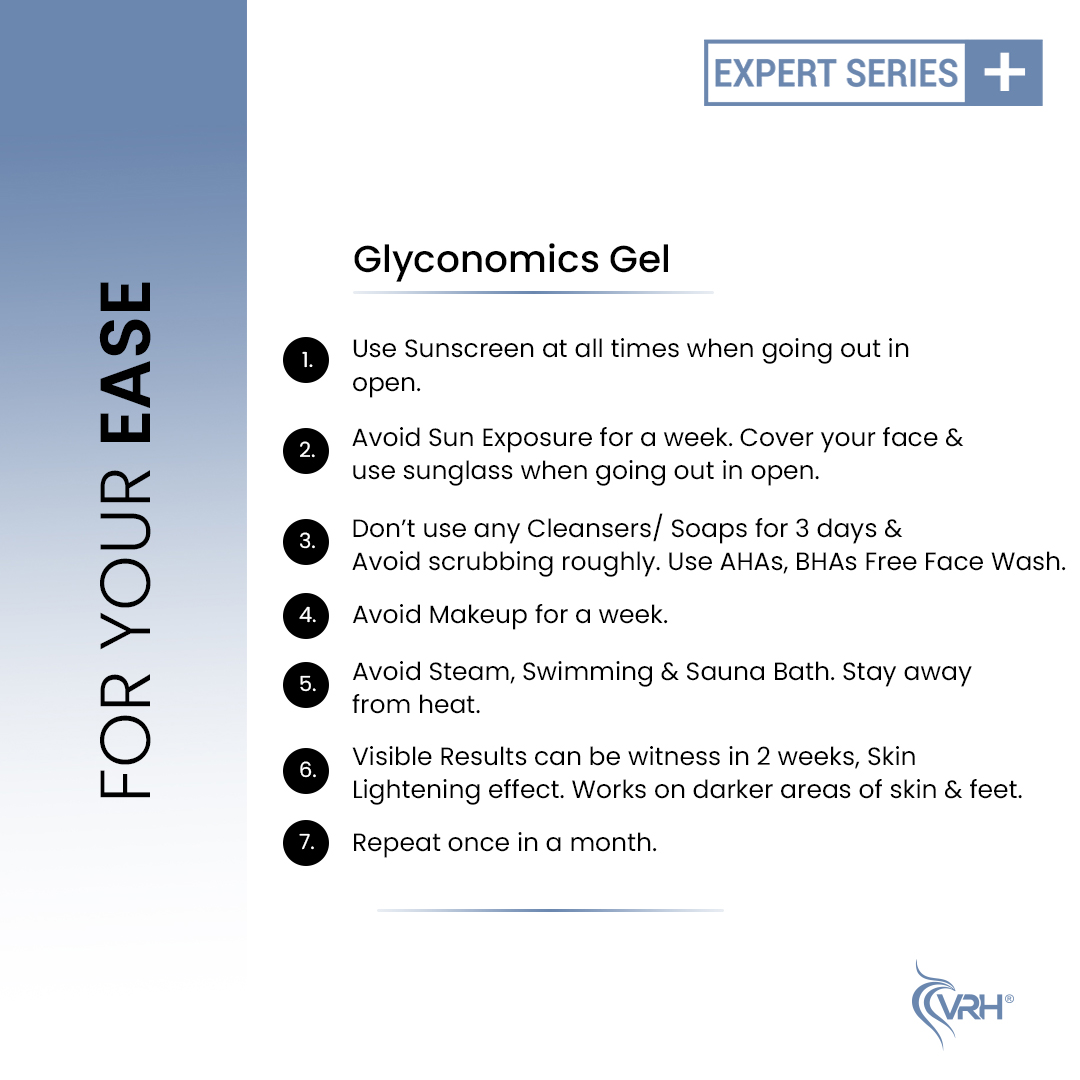 EXPERT SERIES +
FOR YOUR EASE
Glyconomics Gel
1. Use Sunscreen at all times when going out in
open.
2. Avoid Sun Exposure for a week. Cover your face &
use sunglass when going out in open.
3. Don’t use any Cleansers/ Soaps for 3 days &
Avoid scrubbing roughly. Use AHAs, BHAs Free Face Wash.
4. Avoid Makeup for a week.
5. Avoid Steam, Swimming & Sauna Bath. Stay away
from heat.
6. Visible Results can be witness in 2 weeks, Skin
Lightening effect. Works on darker areas of skin & feet.
7. Repeat once in a month.
VRH®